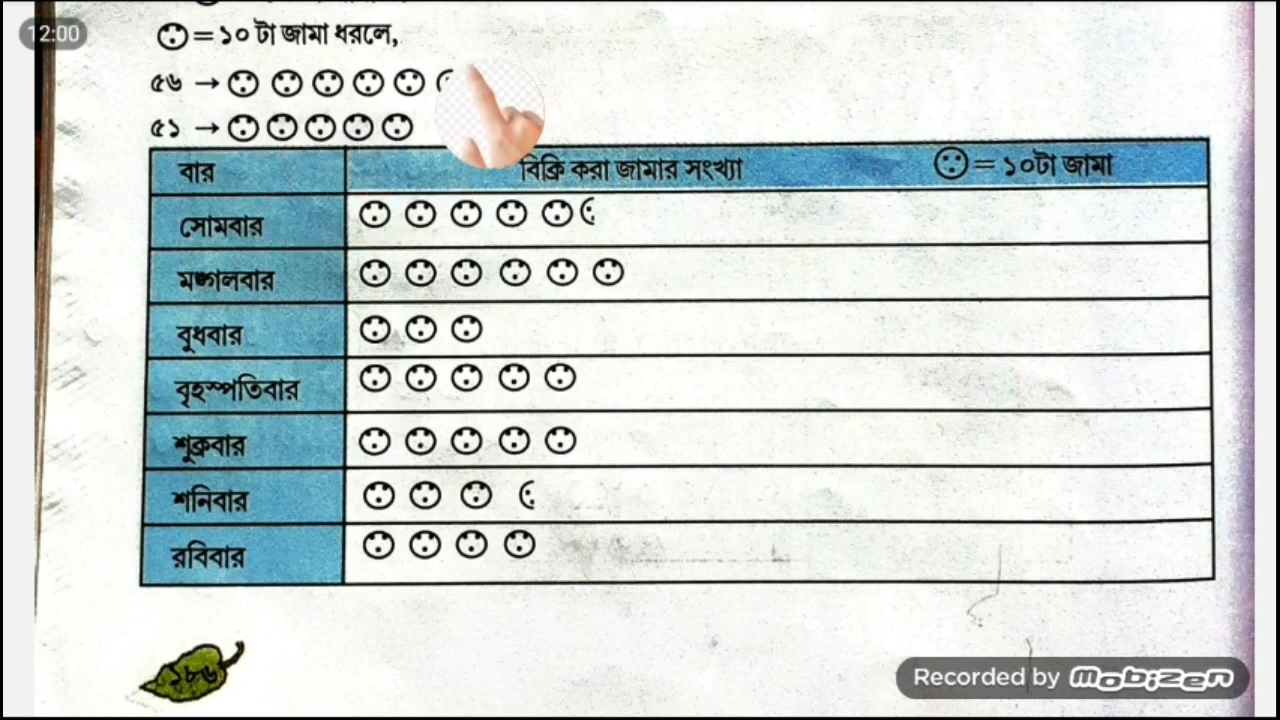 12:00
= ১০ টা জামা ধরলে,
৫৬ →
৫১ →
বার বিক্রি করা জামার সংখ্যা = ১০টা জামা
সোমবার
মঙ্গলবার
বুধবার
বৃহস্পতিবার
শুক্রবার
শনিবার
রবিবার
১৮৬
Recorded by Mobizen